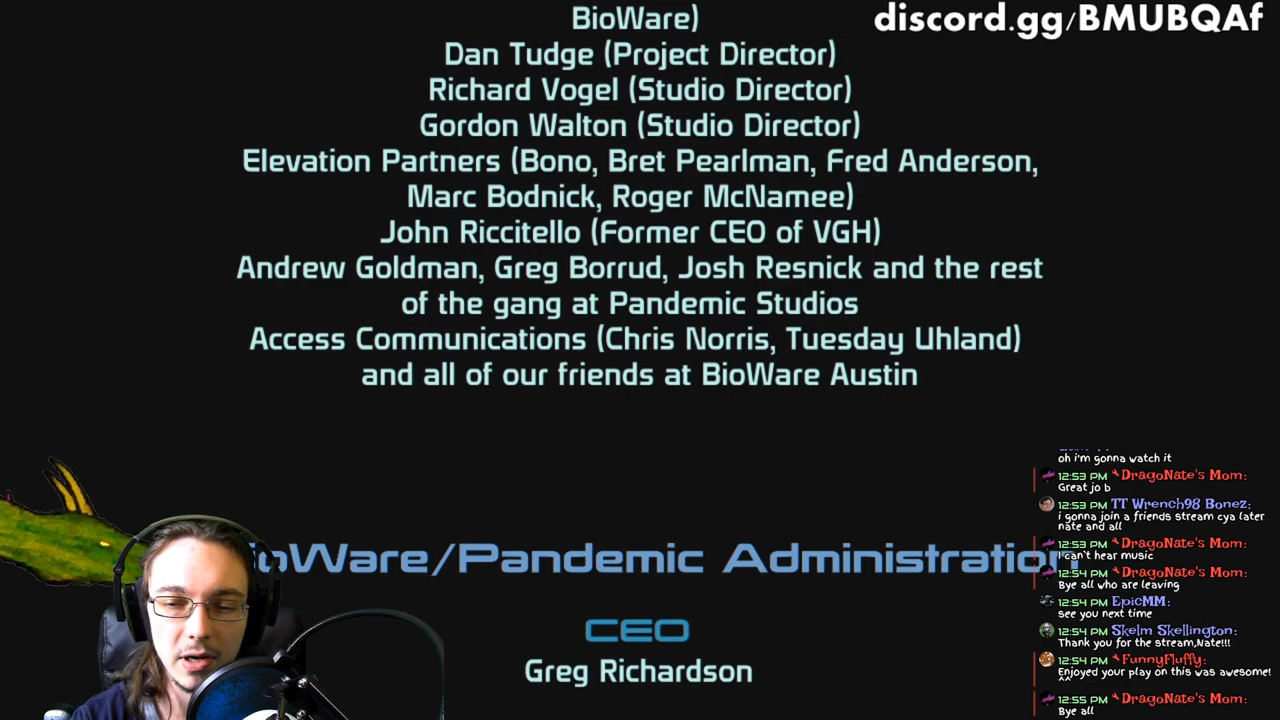 discord.gg/BMUBQAf
BioWare)
Dan Tudge (Project Director)
Richard Vogel (Studio Director)
Gordon Walton (Studio Director)
Elevation Partners (Bono, Bret Pearlman, Fred Anderson,
Marc Bodnick, Roger McNamee)
John Riccitello (Former CEO of VGH)
Andrew Goldman, Greg Borrud, Josh Resnick and the rest
of the gang at Pandemic Studios
Access Communications (Chris Norris, Tuesday Uhland)
and all of our friends at BioWare Austin
ioWare/Pandemic Administration
CEO
Greg Richardson
oh i'm gonna watch it
12:53 PM DragoNate's Mom:
Great jo b
12:53 PM TT Wrench98 Bonez:
i gonna join a friends stream cya later
nate and all
12:53 PM DragoNate's Mom:
I can't hear music
12:54 PM DragoNate's Mom:
Bye all who are leaving
12:54 PM EpicMM:
see you next time
12:54 PM Skelm Skellington:
Thank you for the stream,Nate!!!
12:54 PM FunnyFluffy:
Enjoyed your play on this was awesome!
^^
12:55 PM DragoNate's Mom:
Bye all